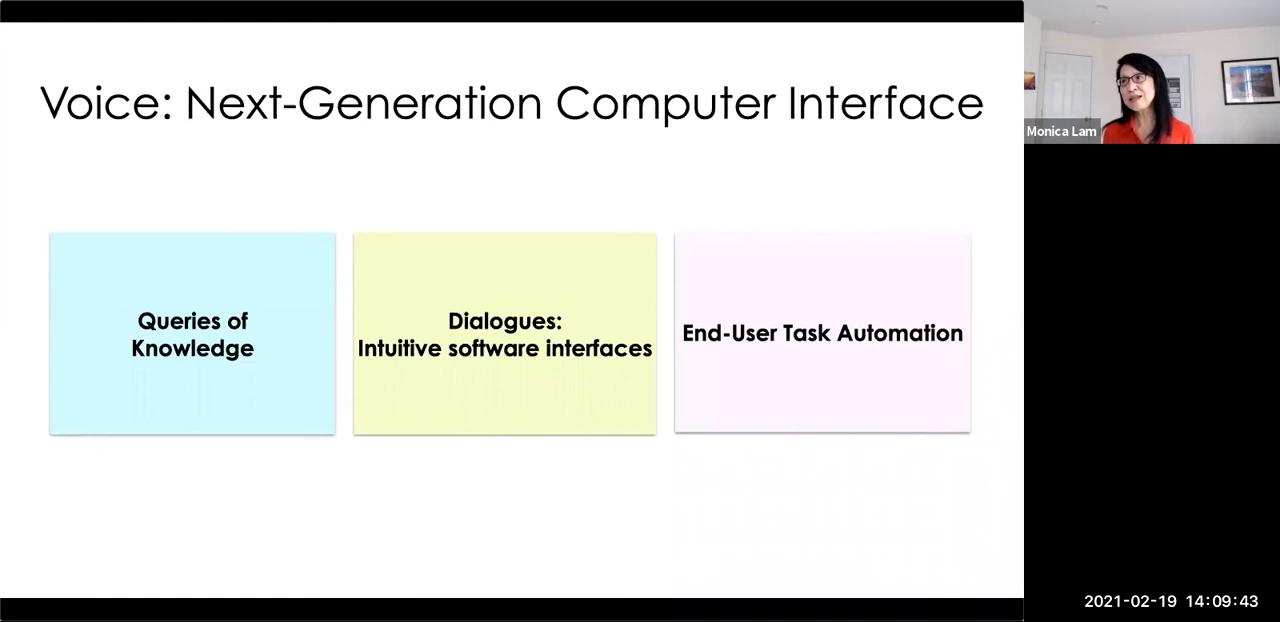 Voice: Next-Generation Computer Interface
Queries of
Knowledge
Dialogues:
Intuitive software interfaces
End-User Task Automation
Monica Lam
2021-02-19 14:09:43